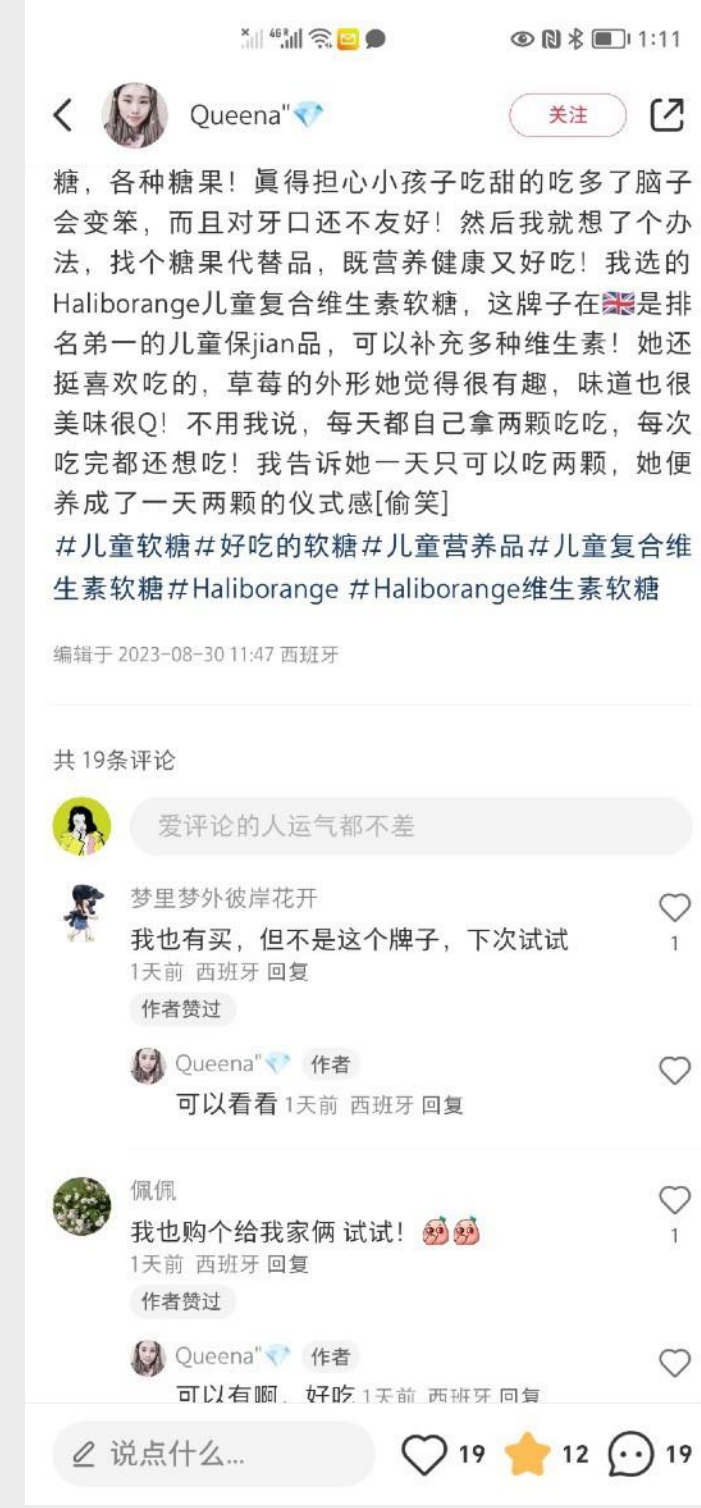 46
1:11
Queena"
关注
糖，各种糖果！真得担心小孩子吃甜的吃多了脑子
会变笨，而且对牙口还不友好！然后我就想了个办
法，找个糖果代替品，既营养健康又好吃！我选的
Haliborange儿童复合维生素软糖，这牌子在🇬🇧是排
名弟一的儿童保jian品，可以补充多种维生素！她还
挺喜欢吃的，草莓的外形她觉得很有趣，味道也很
美味很Q！不用我说，每天都自己拿两颗吃吃，每次
吃完都还想吃！我告诉她一天只可以吃两颗，她便
养成了一天两颗的仪式感[偷笑]
#儿童软糖#好吃的软糖#儿童营养品#儿童复合维
生素软糖#Haliborange #Haliborange维生素软糖
编辑于 2023-08-30 11:47 西班牙
共 19条评论
爱评论的人运气都不差
梦里梦外彼岸花开
我也有买，但不是这个牌子，下次试试
1
1天前 西班牙 回复
作者赞过
Queena" 作者
可以看看 1天前 西班牙 回复
佩佩
我也购个给我家俩 试试！
1
1天前 西班牙 回复
作者赞过
Queena" 作者
可以有啊，好吃 1天前 西班牙 回复
说点什么...
19
12
19